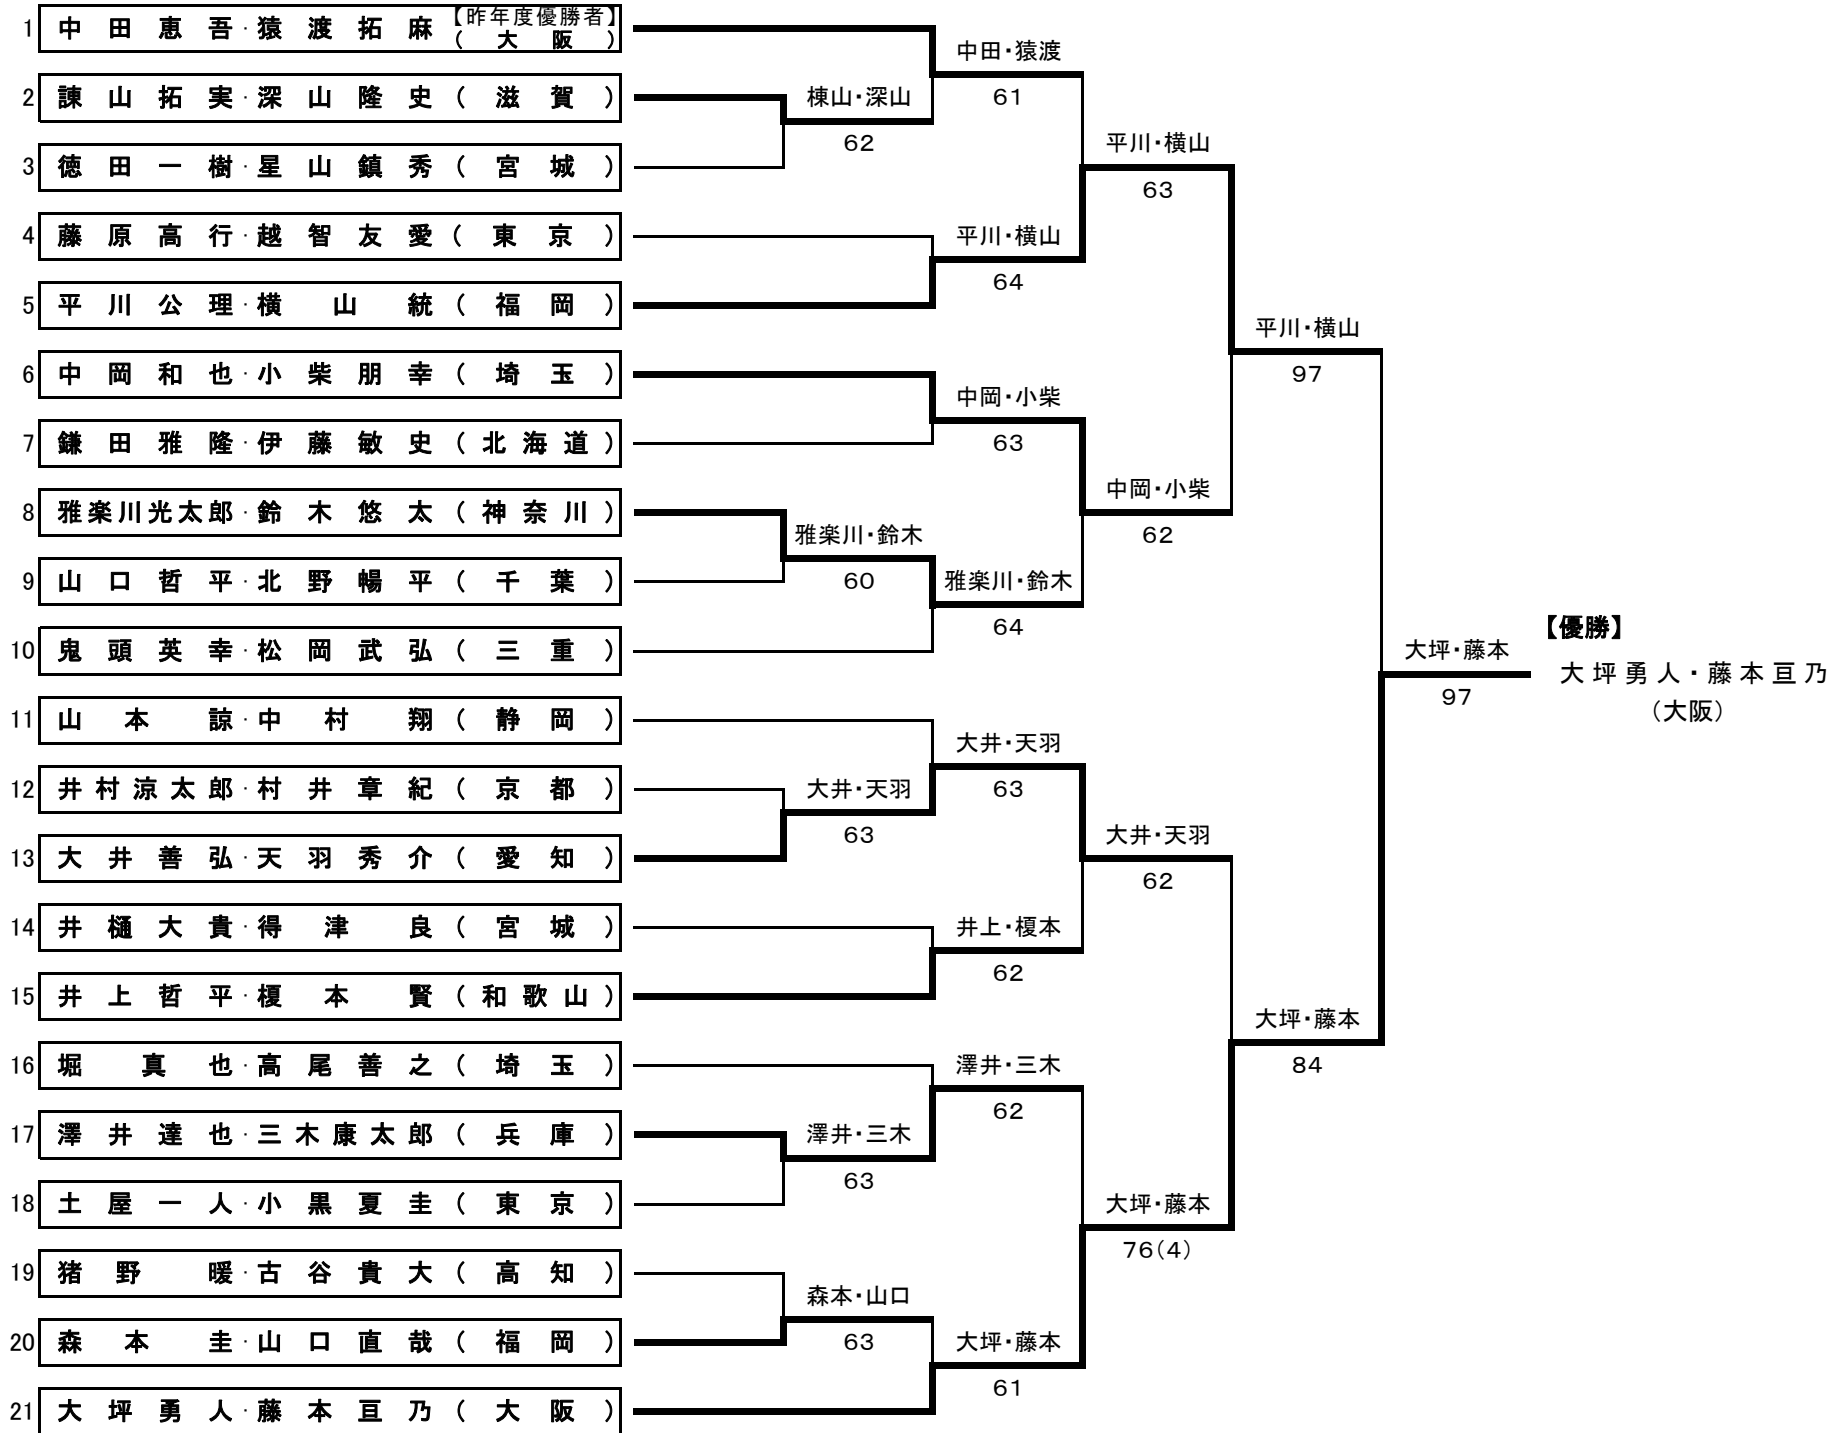 1 中田恵吾・猿渡拓麻 【昨年度優勝者】
(大阪)
2 諌山拓実・深山隆史(滋賀)
3 徳田一樹・星山鎮秀(宮城)
4 藤原高行・越智友愛(東京)
5 平川公理・横山統(福岡)
6 中岡和也・小柴朋幸(埼玉)
7 鎌田雅隆・伊藤敏史(北海道)
8 雅楽川光太郎・鈴木悠太(神奈川)
9 山口哲平・北野暢平(千葉)
10 鬼頭英幸・松岡武弘(三重)
11 山本諒・中村翔(静岡)
12 井村涼太郎・村井章紀(京都)
13 大井善弘・天羽秀介(愛知)
14 井樋大貴・得津良(宮城)
15 井上哲平・榎本賢(和歌山)
16 堀真也・高尾善之(埼玉)
17 澤井達也・三木康太郎(兵庫)
18 土屋一人・小黒夏圭(東京)
19 猪野暖・古谷貴大(高知)
20 森本圭・山口直哉(福岡)
21 大坪勇人・藤本亘乃(大阪)
棟山・深山
62
雅楽川・鈴木
60
大井・天羽
63
澤井・三木
63
森本・山口
63
中田・猿渡
61
平川・横山
64
中岡・小柴
63
雅楽川・鈴木
64
大井・天羽
63
井上・榎本
62
澤井・三木
62
大坪・藤本
61
平川・横山
63
中岡・小柴
62
大井・天羽
62
大坪・藤本
76(4)
平川・横山
97
大坪・藤本
84
大坪・藤本
97
【優勝】
大坪勇人・藤本亘乃
(大阪)